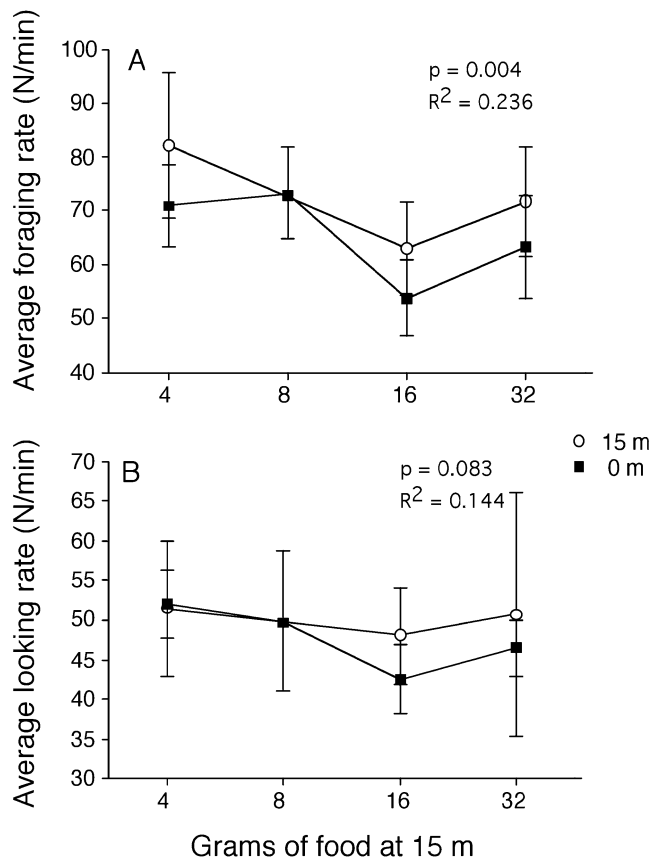 A
p = 0.004
R2 = 0.236
Average foraging rate (N/min)
100
90
80
70
60
50
40
4 8 16 32
15 m
0 m
B
p = 0.083
R2 = 0.144
Average looking rate (N/min)
70
65
60
55
50
45
40
35
30
4 8 16 32
Grams of food at 15 m